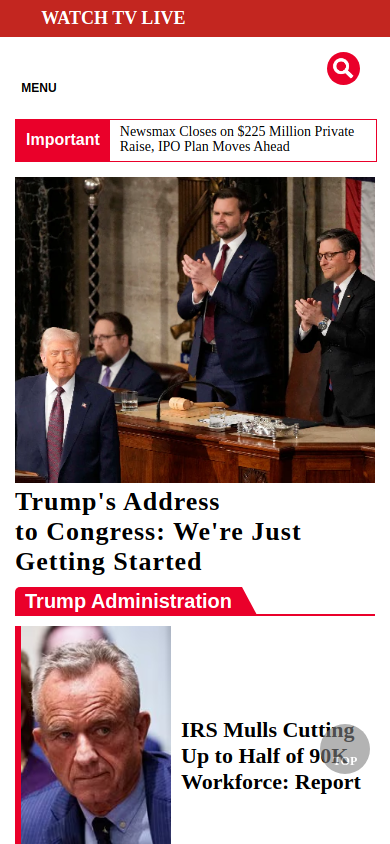 WATCH TV LIVE
MENU
Important
Newsmax Closes on $225 Million Private
Raise, IPO Plan Moves Ahead
Trump's Address
to Congress: We're Just
Getting Started
Trump Administration
IRS Mulls Cutting
Up to Half of 90K
Workforce: Report
TOP